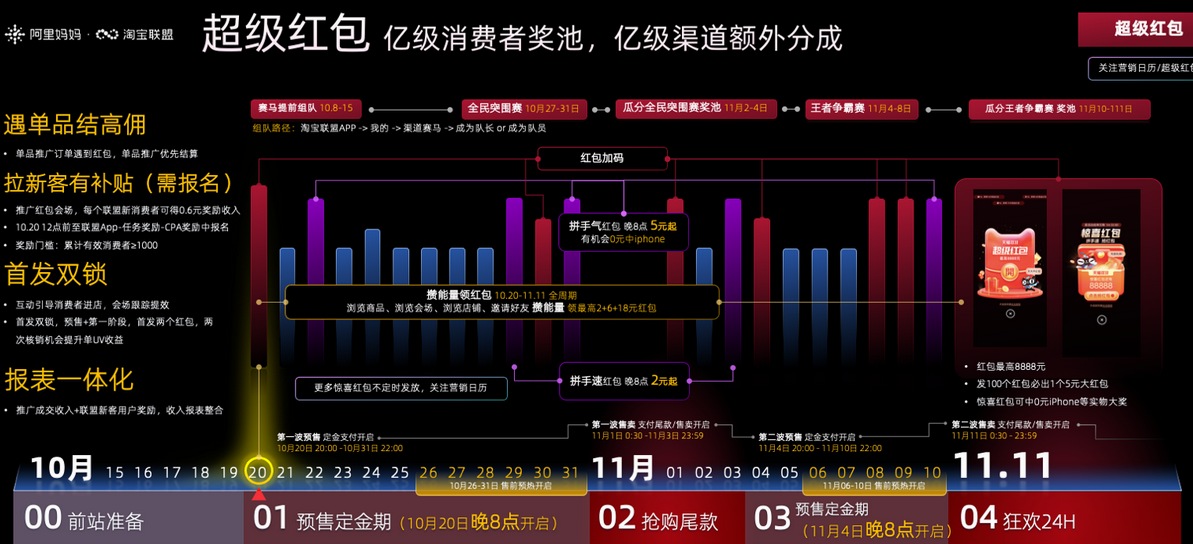 阿里妈妈 · 淘宝联盟
超级红包 亿级消费者奖池，亿级渠道额外分成
超级红包
关注营销日历/超级红
赛马提前组队 10.8-15
全民突围赛 10月27-31日
瓜分全民突围赛奖池 11月2-4日
王者争霸赛 11月4-8日
瓜分王者争霸赛 奖池 11月10-111日
组队路径：淘宝联盟APP -> 我的 -> 渠道赛马 -> 成为队长 or 成为队员
遇单品结高佣
• 单品推广订单遇到红包，单品推广优先结算
拉新客有补贴（需报名）
• 推广红包会场，每个联盟新消费者可得0.6元奖励收入
• 10.20 12点前至联盟App-任务奖励-CPA奖励中报名
• 奖励门槛：累计有效消费者≥1000
首发双锁
• 互动引导消费者进店，会场跟踪提效
• 首发双锁，预售+第一阶段，首发两个红包，两
次核销机会提升单UV收益
报表一体化
• 推广成交收入+联盟新客用户奖励，收入报表整合
红包加码
拼手气红包 晚8点 5元起
有机会0元中iphone
攒能量领红包 10.20-11.11 全周期
浏览商品、浏览会场、浏览店铺、邀请好友 攒能量 领最高2+6+18元红包
更多惊喜红包不定时发放，关注营销日历
拼手速红包 晚8点 2元起
超级红包
開
惊喜红包
88888
• 红包最高8888元
• 发100个红包必出1个5元大红包
• 惊喜红包可中0元iPhone等实物大奖
第一波预售 定金支付开启
10月20日 20:00 -10月31日 22:00
第一波售卖 支付尾款/售卖开启
11月1日 0:30 -11月3日 23:59
第二波预售 定金支付开启
11月4日 20:00 - 11月10日 22:00
第二波售卖 支付尾款/售卖开启
11月11日 0:30 - 23:59
10月 15 16 17 18 19 20 21 22 23 24 25 26 27 28 29 30 31 11月 01 02 03 04 05 06 07 08 09 10 11.11
10月26-31日 售前预热开启
11月06-10日 售前预热开启
00 前站准备
01 预售定金期（10月20日晚8点开启）
02 抢购尾款
03 预售定金期
（11月4日晚8点开启）
04 狂欢24H